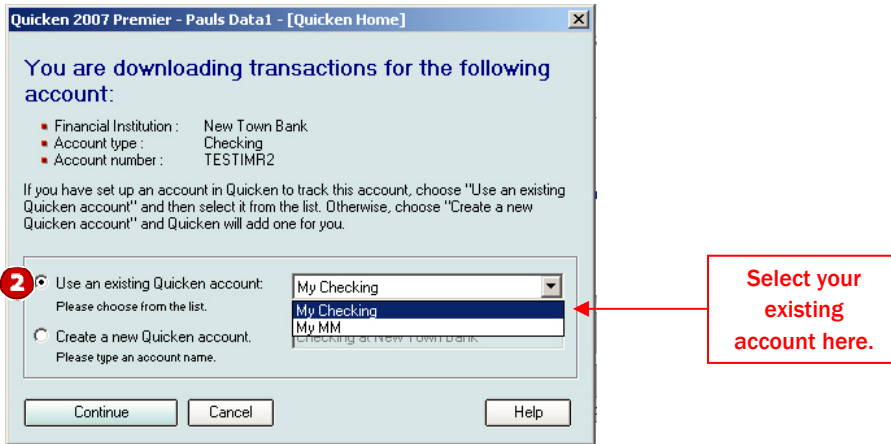 Quicken 2007 Premier - Pauls Data1 - [Quicken Home]
You are downloading transactions for the following
account:
Financial Institution : New Town Bank
Account type : Checking
Account number : TESTIMR2
If you have set up an account in Quicken to track this account, choose "Use an existing
Quicken account" and then select it from the list. Otherwise, choose "Create a new
Quicken account" and Quicken will add one for you.
2 Use an existing Quicken account: My Checking
Please choose from the list.
My Checking
My MM
Create a new Quicken account. Checking at New Town Bank
Please type an account name.
Continue Cancel Help
Select your
existing
account here.